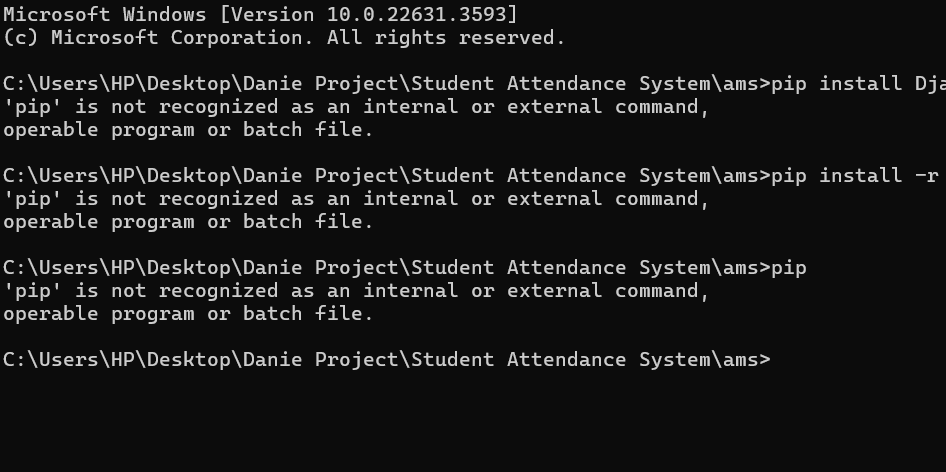 Microsoft Windows [Version 10.0.22631.3593]
(c) Microsoft Corporation. All rights reserved.
C:\Users\HP\Desktop\Danie Project\Student Attendance System\ams>pip install Dja
'pip' is not recognized as an internal or external command,
operable program or batch file.
C:\Users\HP\Desktop\Danie Project\Student Attendance System\ams>pip install -r
'pip' is not recognized as an internal or external command,
operable program or batch file.
C:\Users\HP\Desktop\Danie Project\Student Attendance System\ams>pip
'pip' is not recognized as an internal or external command,
operable program or batch file.
C:\Users\HP\Desktop\Danie Project\Student Attendance System\ams>